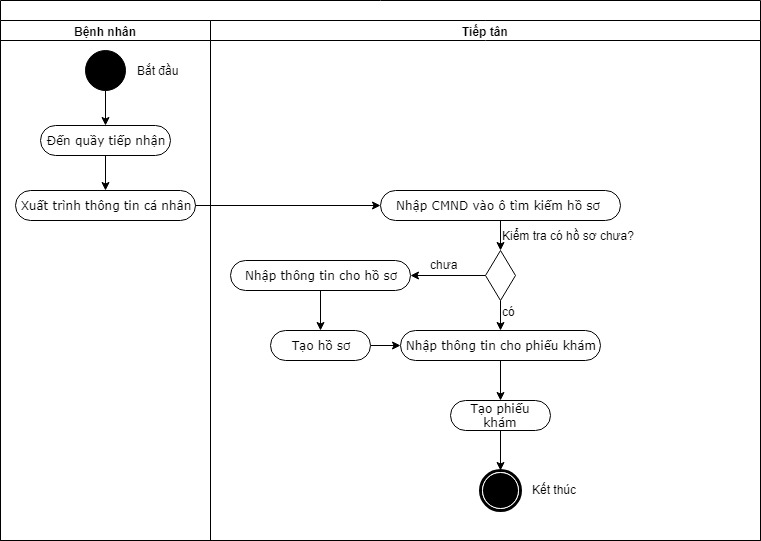 Bệnh nhân
Tiếp tân
Bắt đầu
Đến quầy tiếp nhận
Xuất trình thông tin cá nhân
Nhập CMND vào ô tìm kiếm hồ sơ
Kiểm tra có hồ sơ chưa?
chưa
Nhập thông tin cho hồ sơ
có
Tạo hồ sơ
Nhập thông tin cho phiếu khám
Tạo phiếu
khám
Kết thúc